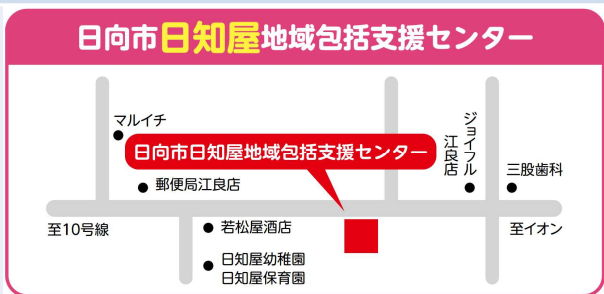 日向市日知屋地域包括支援センター
マルイチ
日向市日知屋地域包括支援センター
ジョイフル
江良店
三股歯科
郵便局江良店
至10号線
若松屋酒店
至イオン
日知屋幼稚園
日知屋保育園